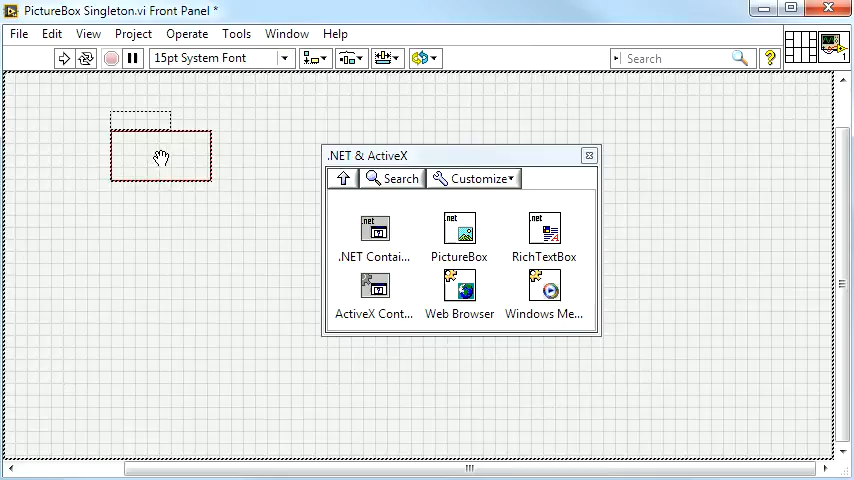 PictureBox Singleton.vi Front Panel *
File Edit View Project Operate Tools Window Help
15pt System Font Search ? 1
.NET & ActiveX
Search Customize
.net .net .net
.NET Contai... PictureBox RichTextBox
ActiveX Cont... Web Browser Windows Me...